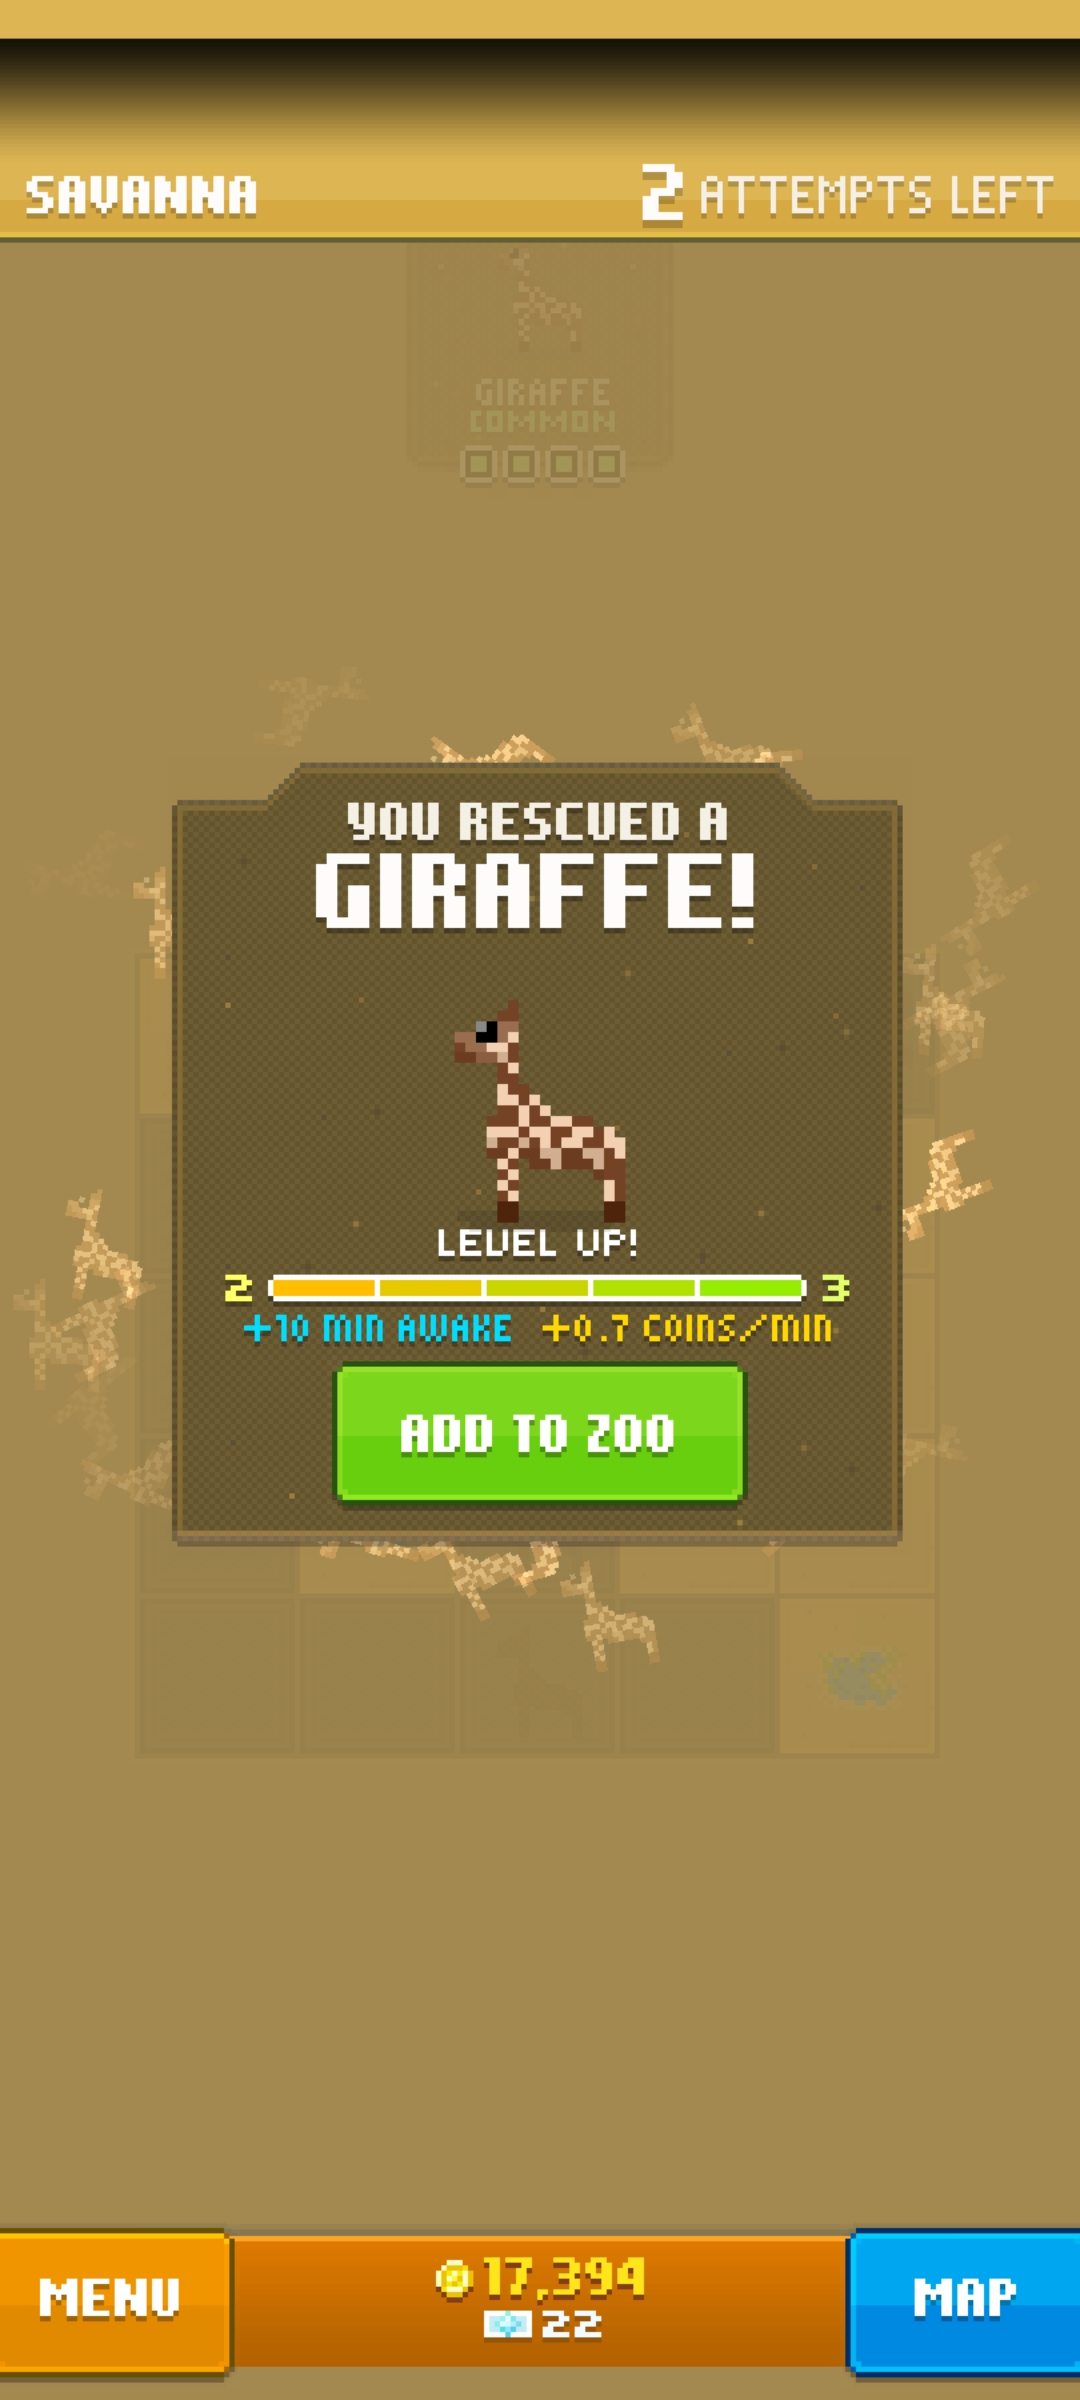 SAVANNA
2 ATTEMPTS LEFT
GIRAFFE
COMMON
YOU RESCUED A
GIRAFFE!
LEVEL UP!
2 3
+10 MIN AWAKE +0.7 COINS/MIN
ADD TO ZOO
MENU
17,394
22
MAP